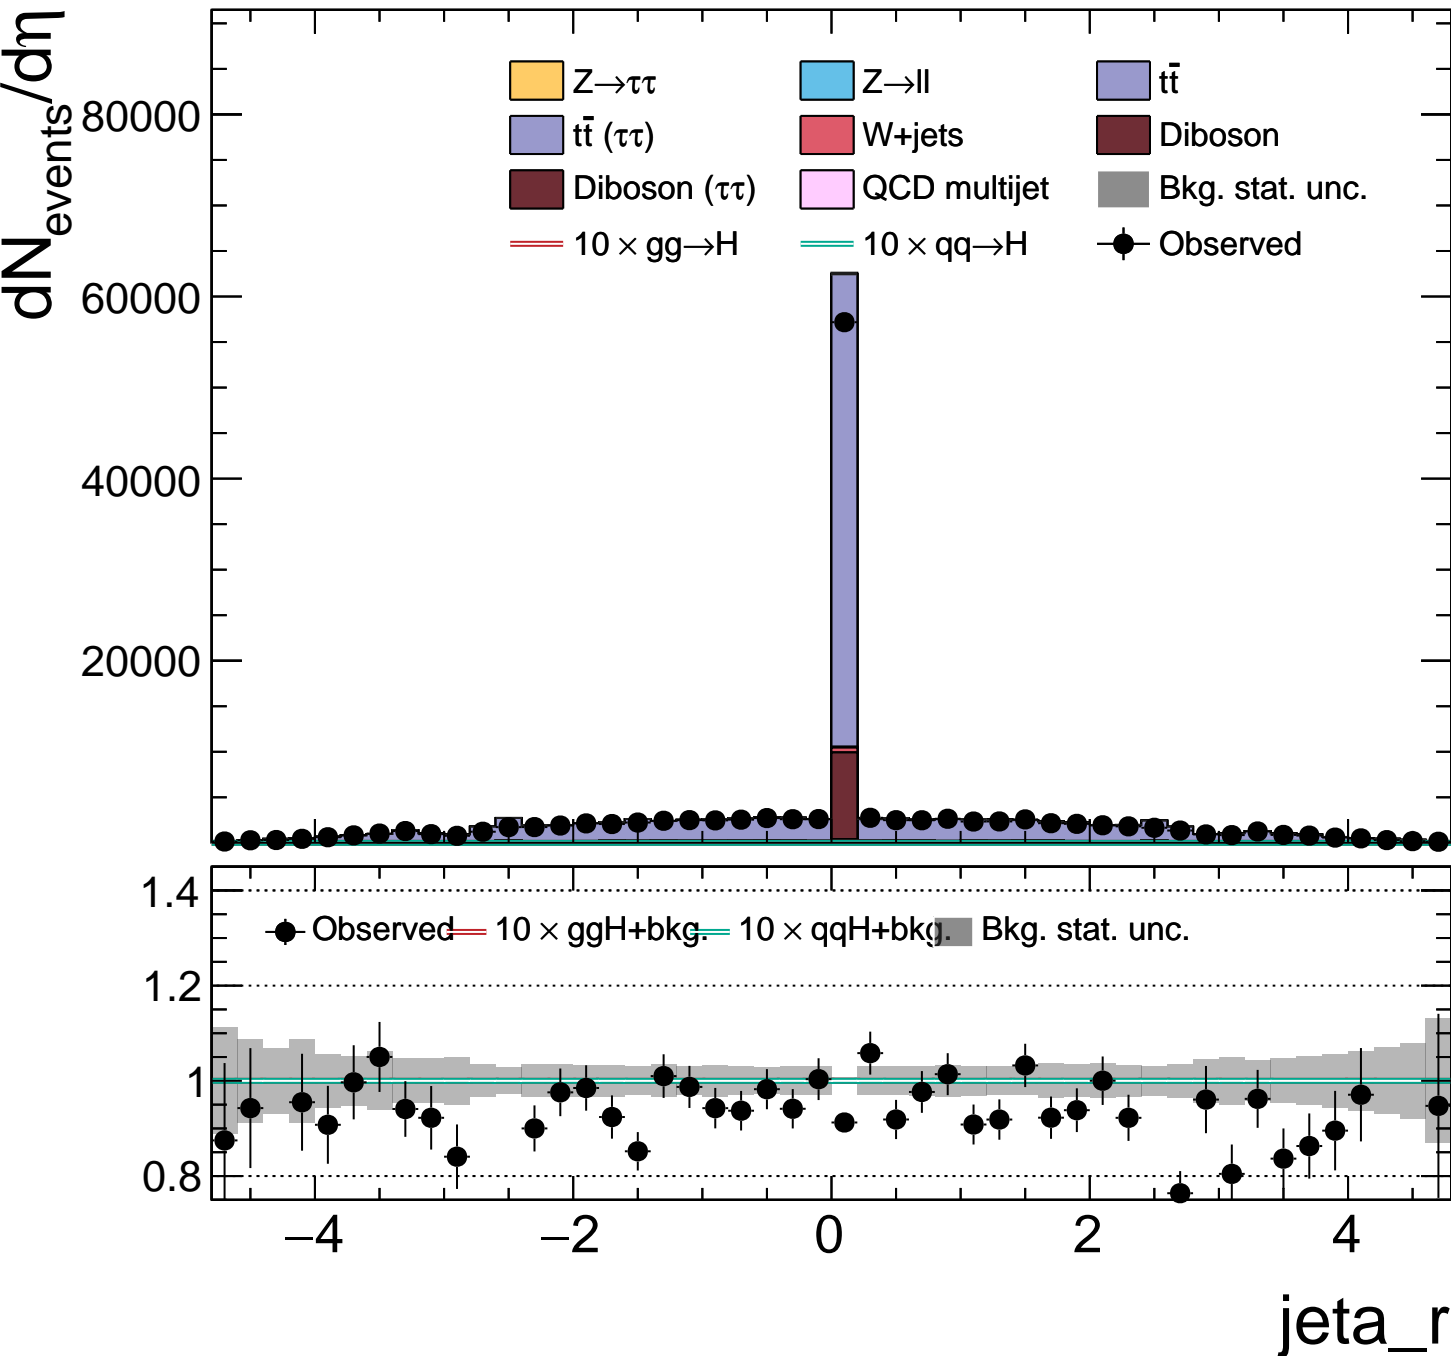 dN_events/dη
80000
60000
40000
20000
Z→ττ Z→ll tt̄
tt̄ (ττ) W+jets Diboson
Diboson (ττ) QCD multijet Bkg. stat. unc.
10 × gg→H 10 × qq→H Observed
1.4
1.2
1
0.8
Observed 10 × ggH+bkg. 10 × qqH+bkg. Bkg. stat. unc.
−4 −2 0 2 4
jeta_r